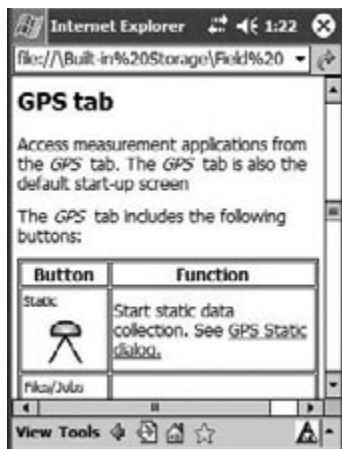 Internet Explorer 1:22
file://\Built-in%20Storage\Field%20
GPS tab
Access measurement applications from
the GPS tab. The GPS tab is also the
default start-up screen
The GPS tab includes the following
buttons:
Button Function
Static
Start static data
collection. See GPS Static
dialog.
Files/Jobs
View Tools